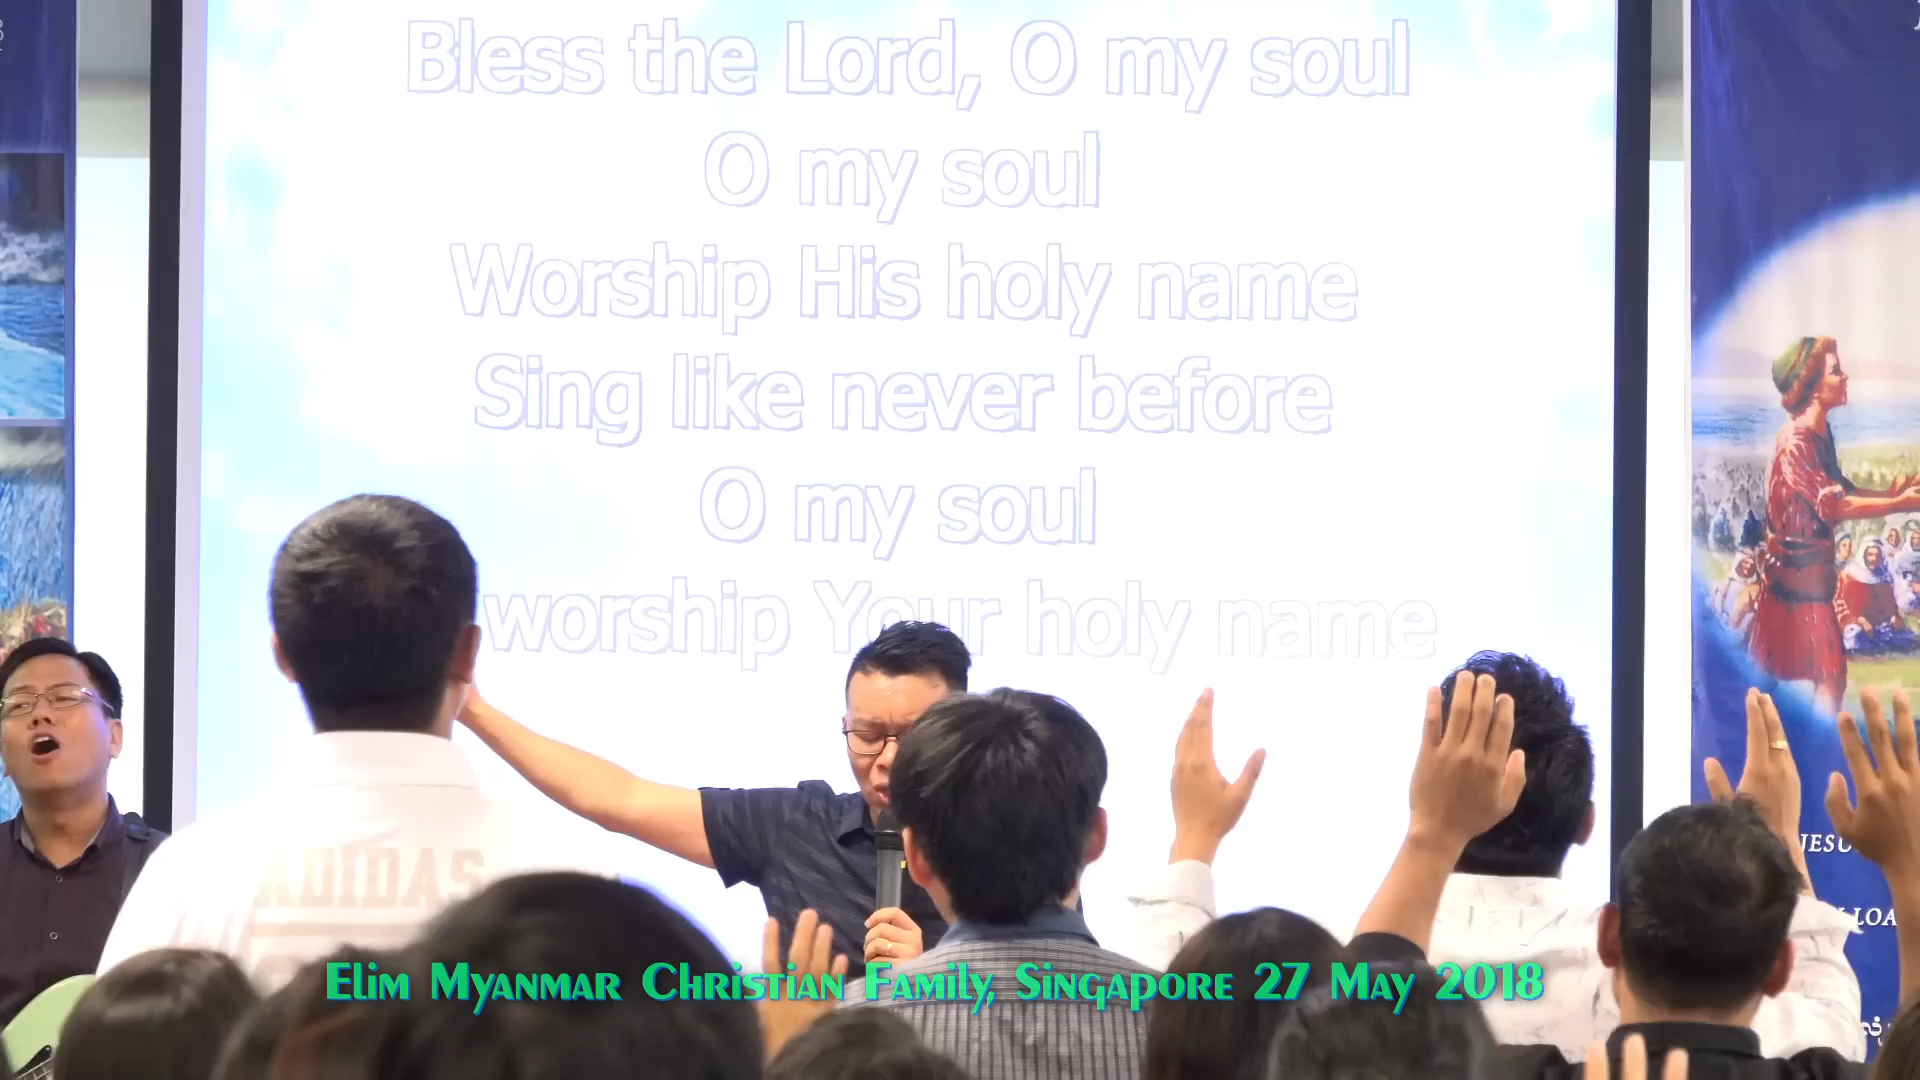 Bless the Lord, O my soul
O my soul
Worship His holy name
Sing like never before
O my soul
worship Your holy name
ADIDAS
JESU
LOA
Elim Myanmar Christian Family, Singapore 27 May 2018